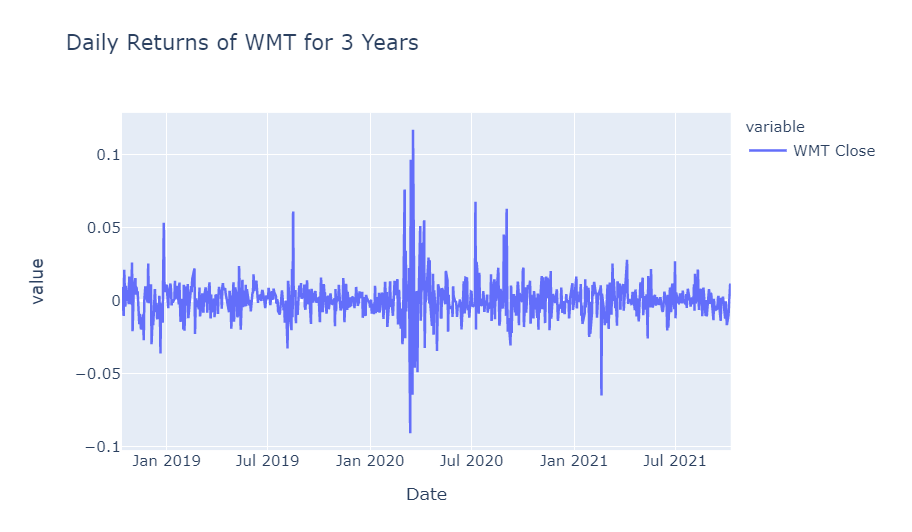 Daily Returns of WMT for 3 Years
variable
WMT Close
0.1
0.05
0
−0.05
−0.1
value
Jan 2019
Jul 2019
Jan 2020
Jul 2020
Jan 2021
Jul 2021
Date